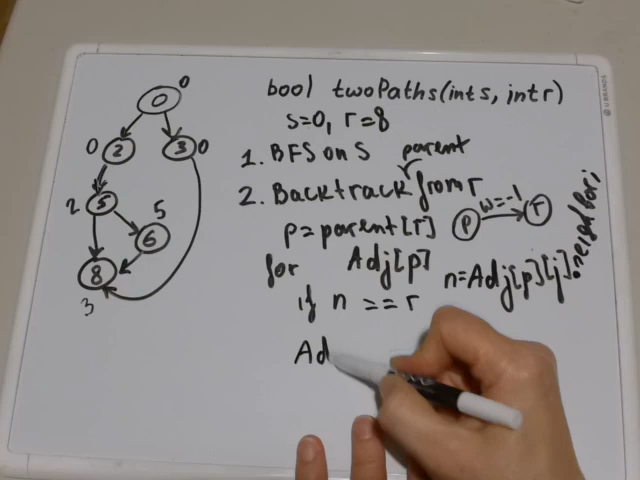 bool twoPaths(int s, int r)
s=0, r=8
1. BFS on S parent
2. Backtrack from r
p=parent[r]
P w=-1 r
for Adj[p] n=Adj[p][j].neighbor;
if n == r
Ad
0
0
0 2 3 0
2 5 5
6
8
3
U BRANDS